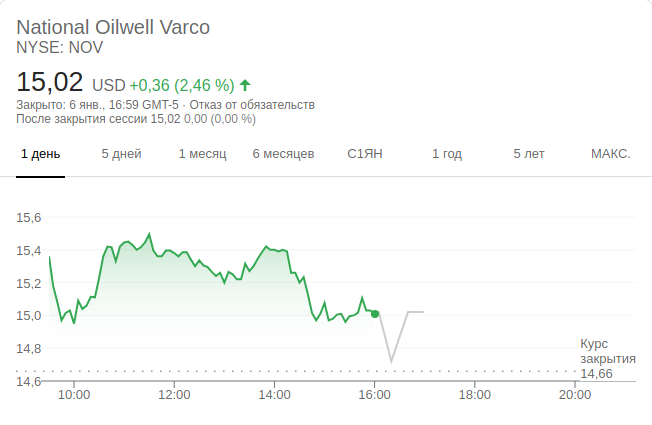 National Oilwell Varco
NYSE: NOV
15,02 USD +0,36 (2,46 %)
Закрыто: 6 янв., 16:59 GMT-5 · Отказ от обязательств
После закрытия сессии 15,02 0,00 (0,00 %)
1 день 5 дней 1 месяц 6 месяцев С1ЯН 1 год 5 лет МАКС.
15,6
15,4
15,2
15,0
14,8
Курс
закрытия
14,66
14,6
10:00 12:00 14:00 16:00 18:00 20:00